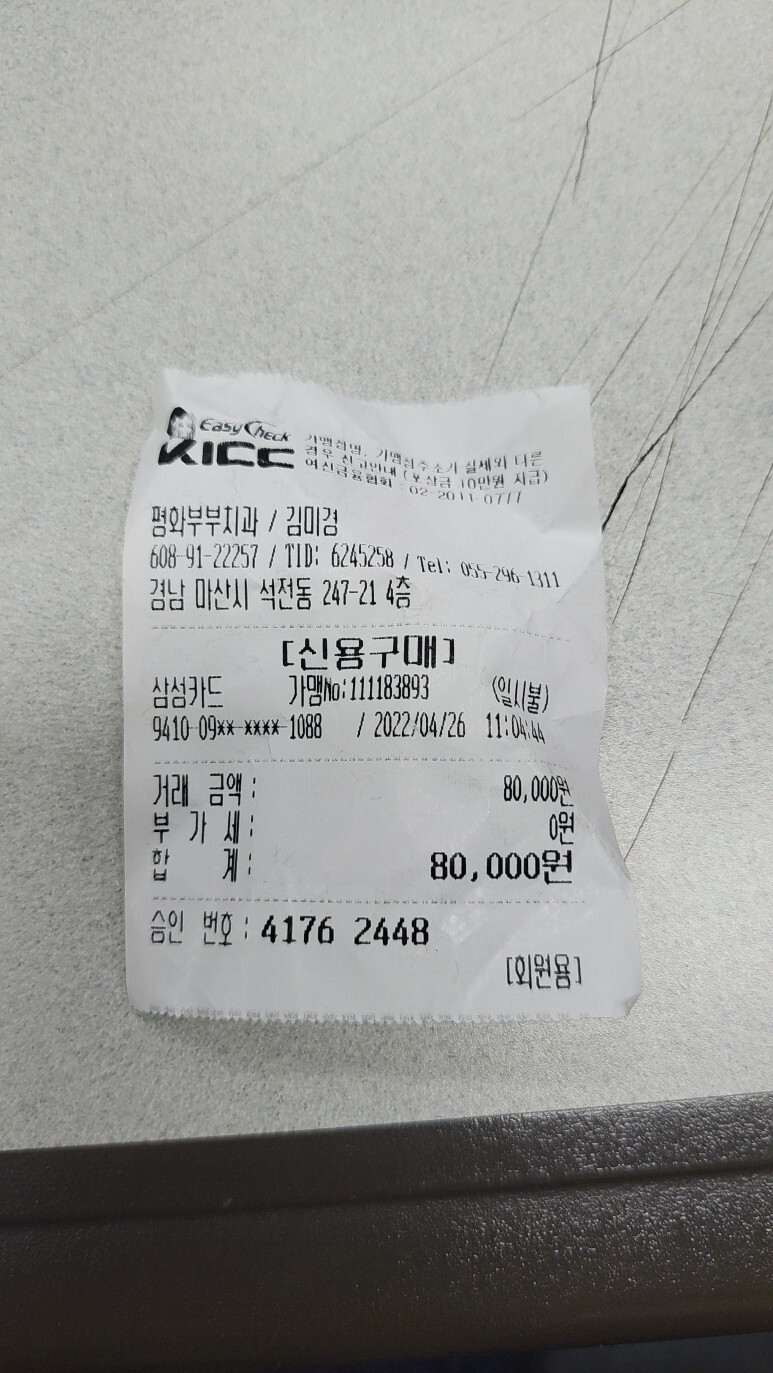 EasyCheck
KICC
가맹점명, 가맹점주소가 실제와 다른
경우 신고안내 (포상금 10만원 지급)
여신금융협회 : 02-2011-0777
평화부부치과 / 김미경
608-91-22257 / TID: 6245258 / Tel: 055-296-1311
경남 마산시 석전동 247-21 4층
[신용구매]
삼성카드 가맹No:111183893 (일시불)
9410-09**-****-1088 / 2022/04/26 11:04:44
거래 금액 : 80,000원
부 가 세 : 0원
합 계 : 80,000원
승인 번호 : 4176 2448
[회원용]